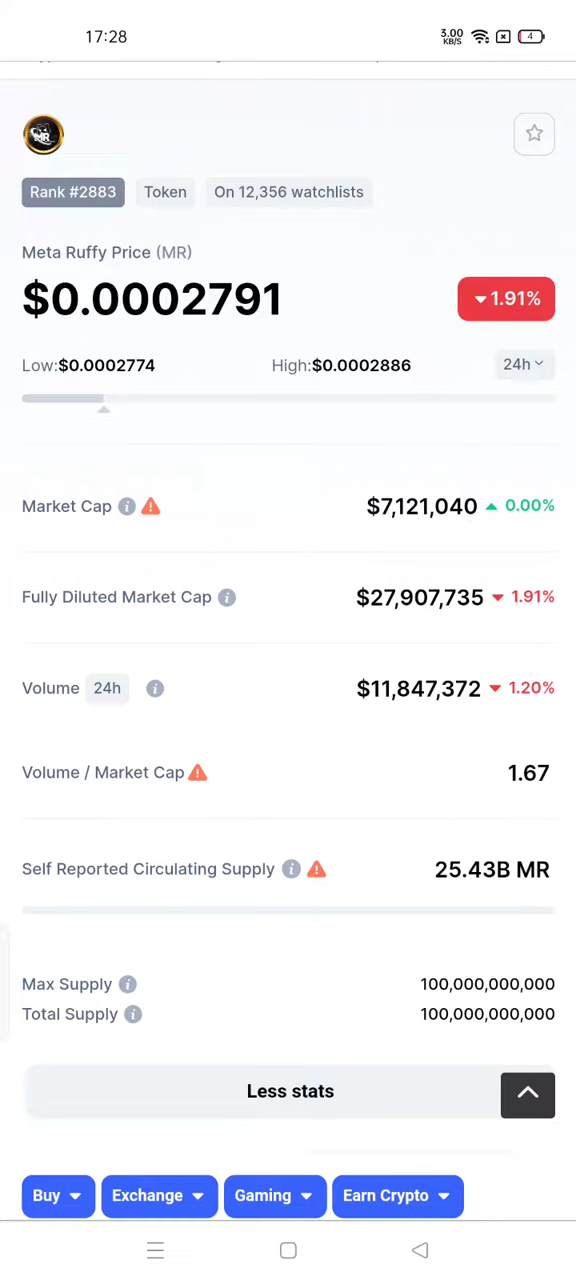 17:28
3.00
KB/S
4
MR
Rank #2883
Token
On 12,356 watchlists
Meta Ruffy Price (MR)
$0.0002791
1.91%
Low:$0.0002774
High:$0.0002886
24h
Market Cap
$7,121,040
0.00%
Fully Diluted Market Cap
$27,907,735
1.91%
Volume
24h
$11,847,372
1.20%
Volume / Market Cap
1.67
Self Reported Circulating Supply
25.43B MR
Max Supply
100,000,000,000
Total Supply
100,000,000,000
Less stats
Buy
Exchange
Gaming
Earn Crypto